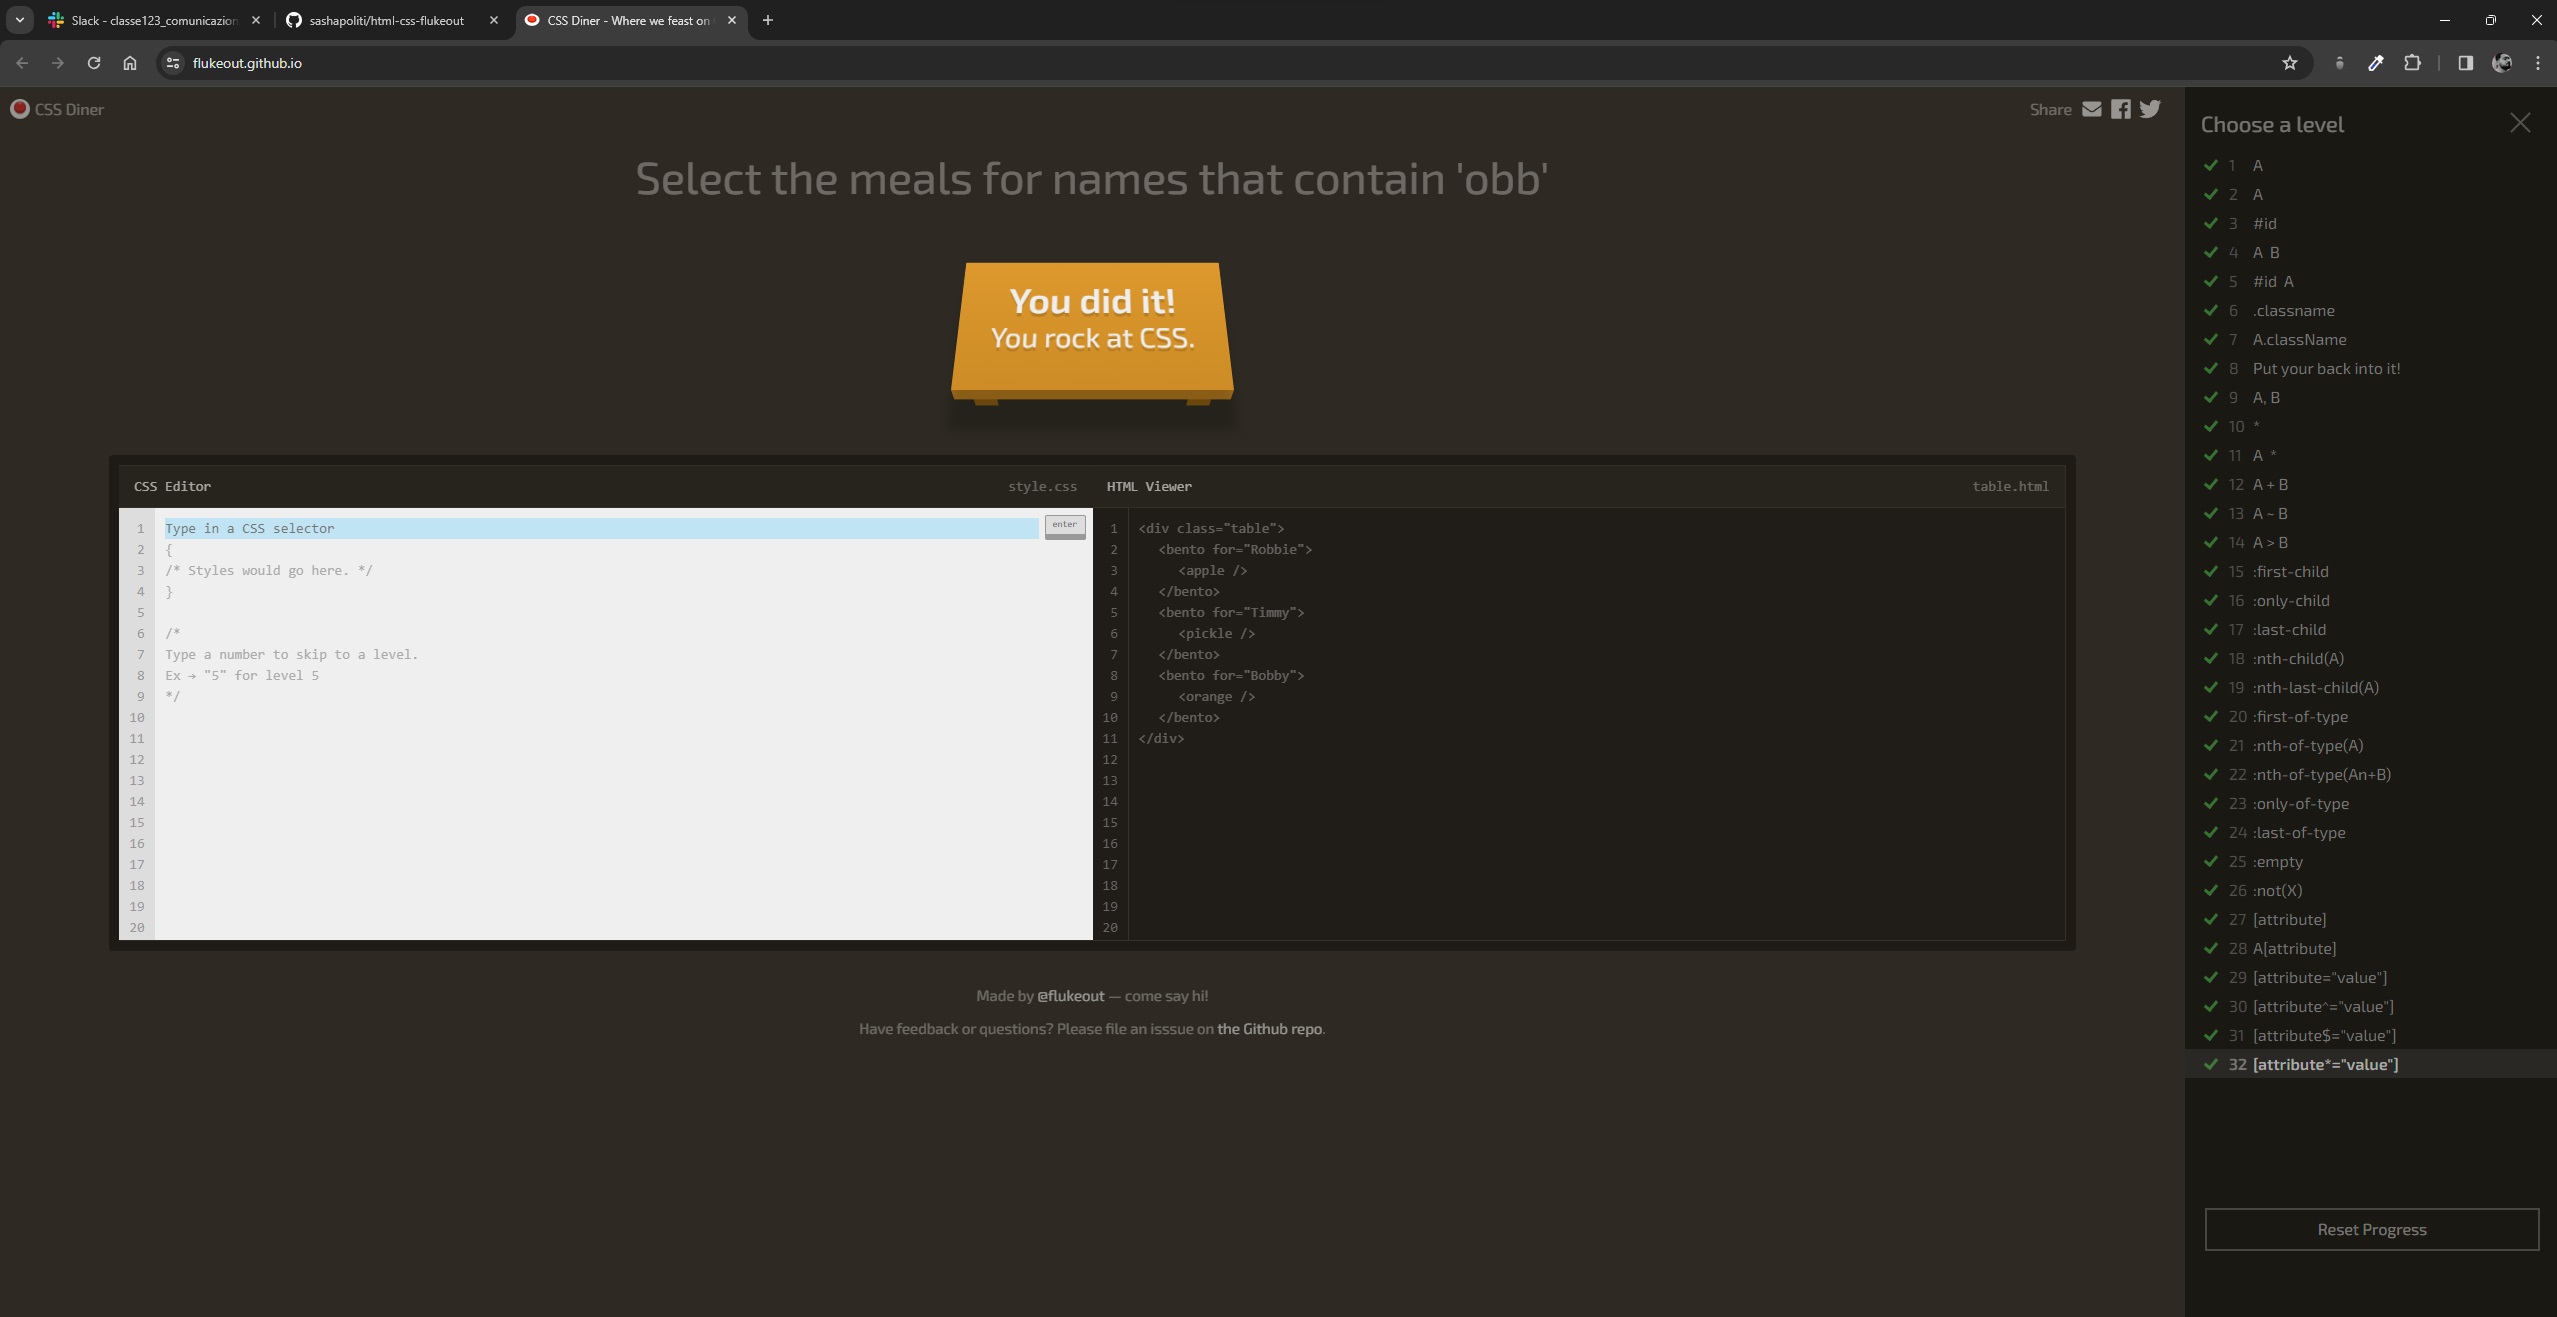 Slack - classe123_comunicazion
sashapoliti/html-css-flukeout
CSS Diner - Where we feast on
flukeout.github.io
CSS Diner
Share
Select the meals for names that contain 'obb'
You did it!
You rock at CSS.
CSS Editor
style.css
1 Type in a CSS selector
enter
2 {
3 /* Styles would go here. */
4 }
5
6 /*
7 Type a number to skip to a level.
8 Ex → "5" for level 5
9 */
10
11
12
13
14
15
16
17
18
19
20
HTML Viewer
table.html
1 <div class="table">
2 <bento for="Robbie">
3 <apple />
4 </bento>
5 <bento for="Timmy">
6 <pickle />
7 </bento>
8 <bento for="Bobby">
9 <orange />
10 </bento>
11 </div>
12
13
14
15
16
17
18
19
20
Made by @flukeout — come say hi!
Have feedback or questions? Please file an isssue on the Github repo.
Choose a level
1 A
2 A
3 #id
4 A B
5 #id A
6 .classname
7 A.className
8 Put your back into it!
9 A, B
10 *
11 A *
12 A + B
13 A ~ B
14 A > B
15 :first-child
16 :only-child
17 :last-child
18 :nth-child(A)
19 :nth-last-child(A)
20 :first-of-type
21 :nth-of-type(A)
22 :nth-of-type(An+B)
23 :only-of-type
24 :last-of-type
25 :empty
26 :not(X)
27 [attribute]
28 A[attribute]
29 [attribute="value"]
30 [attribute^="value"]
31 [attribute$="value"]
32 [attribute*="value"]
Reset Progress